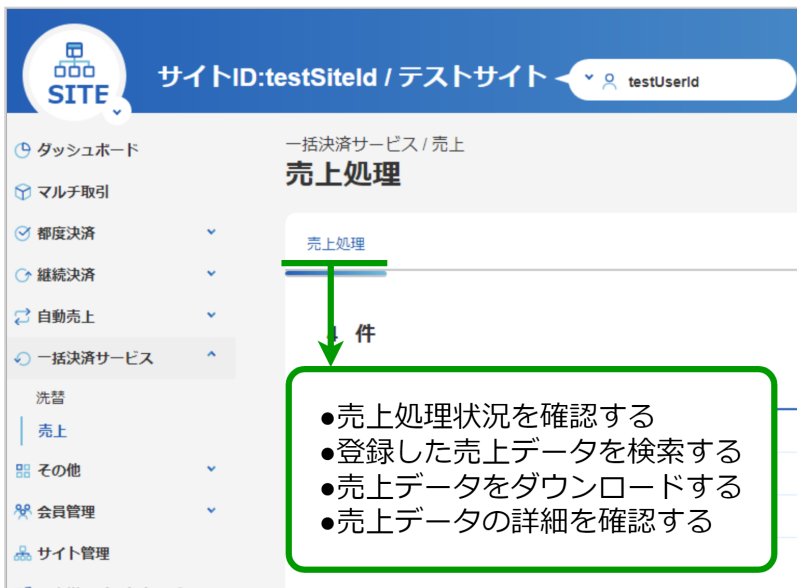 SITE
サイトID:testSiteId / テストサイト
testUserId
ダッシュボード
マルチ取引
都度決済
継続決済
自動売上
一括決済サービス
洗替
売上
その他
会員管理
サイト管理
一括決済サービス / 売上
売上処理
売上処理
件
●売上処理状況を確認する
●登録した売上データを検索する
●売上データをダウンロードする
●売上データの詳細を確認する